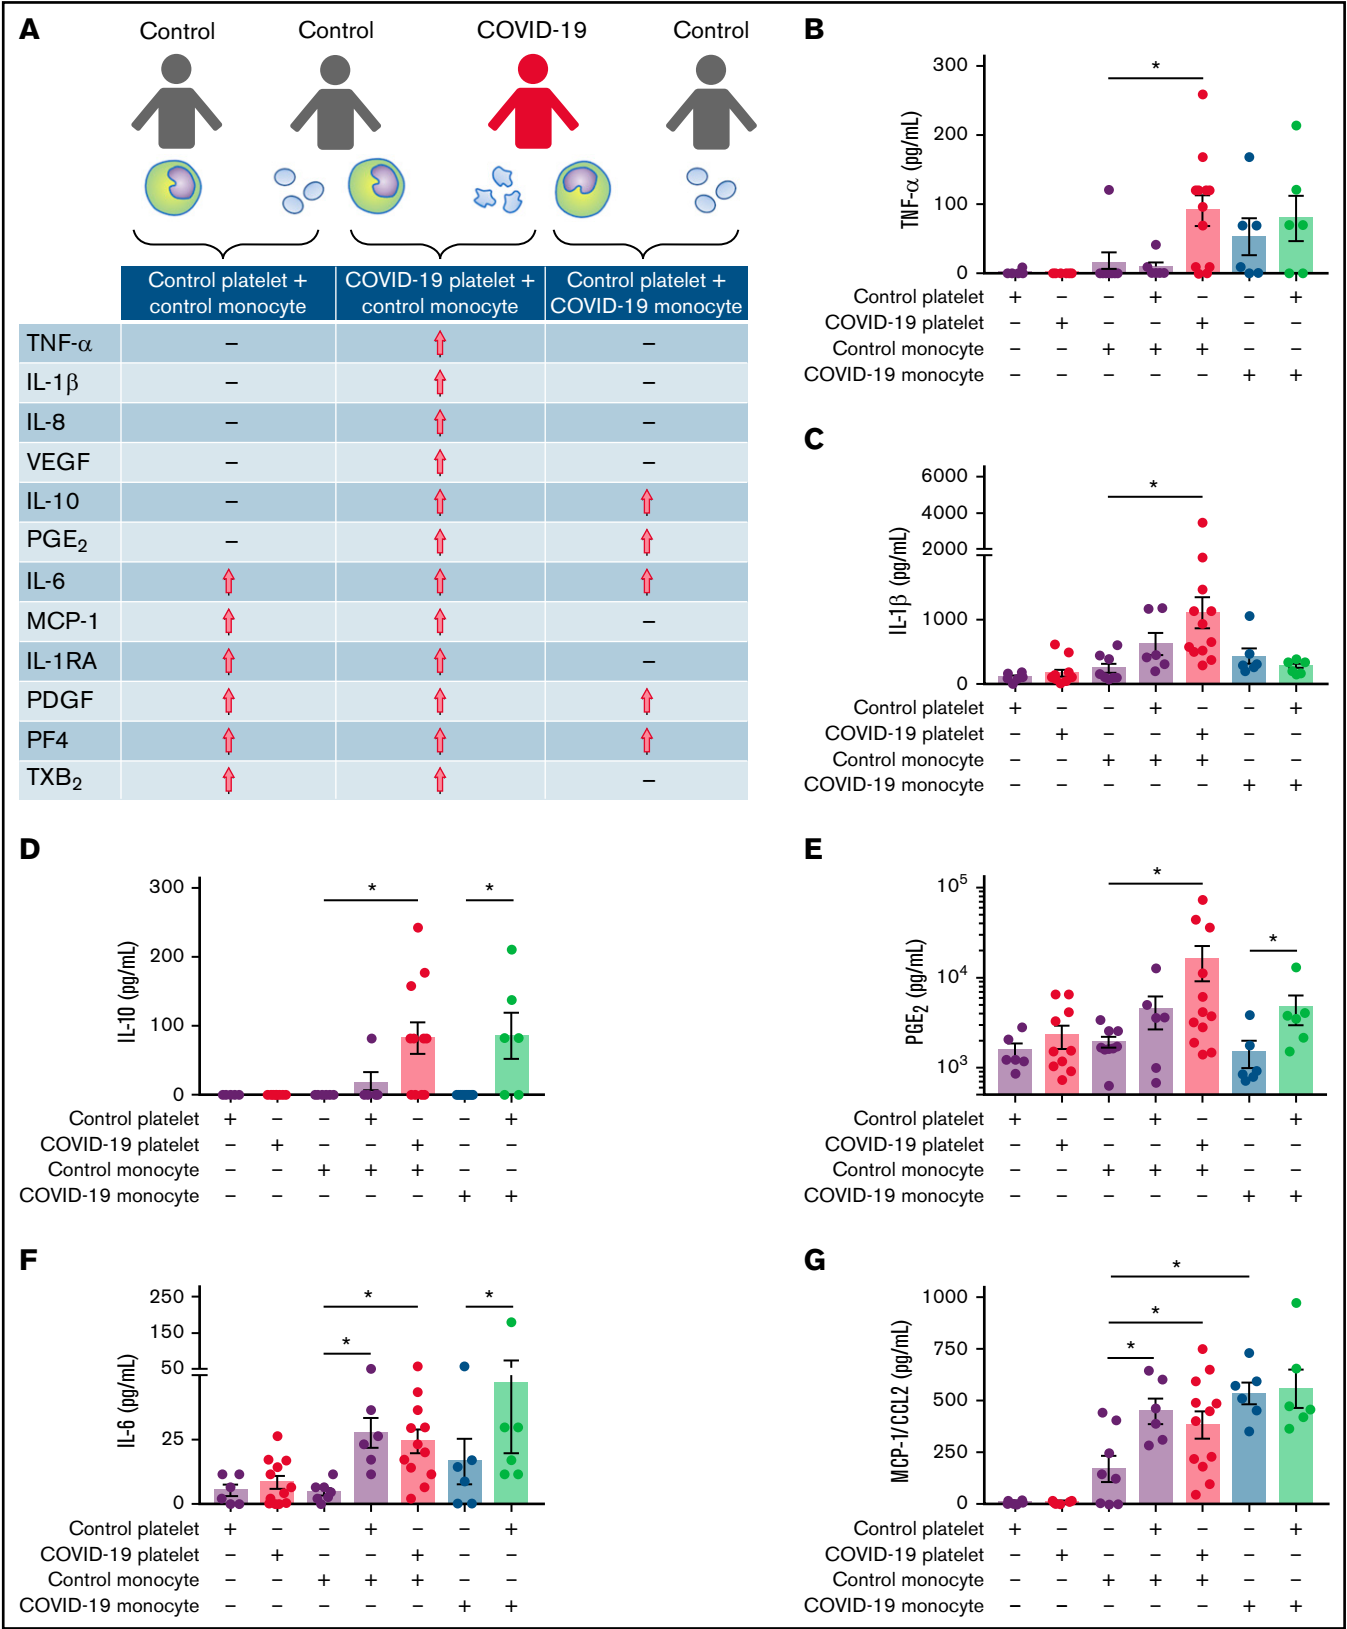 A
Control
Control
COVID-19
Control
Control platelet +
control monocyte
COVID-19 platelet +
control monocyte
Control platelet +
COVID-19 monocyte
TNF-α – –
IL-1β – –
IL-8 – –
VEGF – –
IL-10 –
PGE2 –
IL-6
MCP-1 –
IL-1RA –
PDGF
PF4
TXB2 –
B
TNF-α (pg/mL)
300
200
100
0
*
Control platelet + – – + – – +
COVID-19 platelet – + – – + – –
Control monocyte – – + + + – –
COVID-19 monocyte – – – – – + +
C
IL-1β (pg/mL)
6000
4000
2000
1000
0
*
Control platelet + – – + – – +
COVID-19 platelet – + – – + – –
Control monocyte – – + + + – –
COVID-19 monocyte – – – – – + +
D
IL-10 (pg/mL)
300
200
100
0
* *
Control platelet + – – + – – +
COVID-19 platelet – + – – + – –
Control monocyte – – + + + – –
COVID-19 monocyte – – – – – + +
E
PGE2 (pg/mL)
10^5
10^4
10^3
* *
Control platelet + – – + – – +
COVID-19 platelet – + – – + – –
Control monocyte – – + + + – –
COVID-19 monocyte – – – – – + +
F
IL-6 (pg/mL)
250
150
50
25
0
* * *
Control platelet + – – + – – +
COVID-19 platelet – + – – + – –
Control monocyte – – + + + – –
COVID-19 monocyte – – – – – + +
G
MCP-1/CCL2 (pg/mL)
1000
750
500
250
0
* * *
Control platelet + – – + – – +
COVID-19 platelet – + – – + – –
Control monocyte – – + + + – –
COVID-19 monocyte – – – – – + +